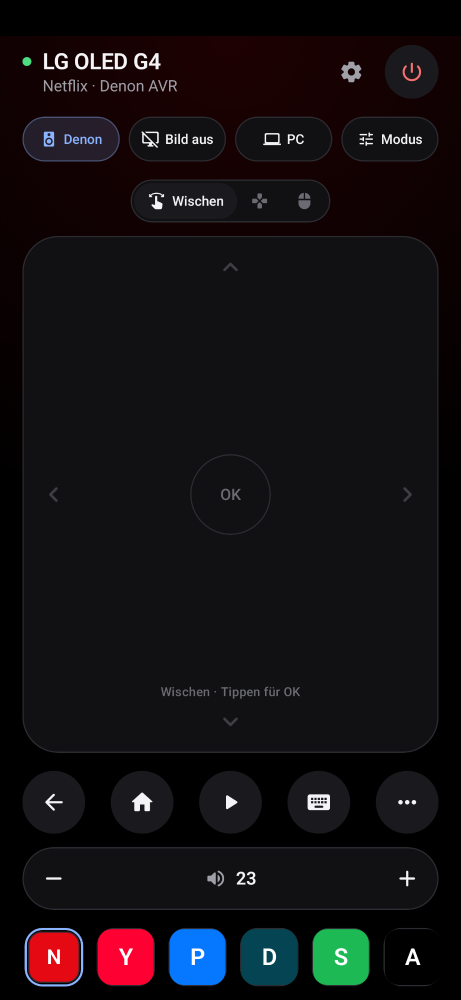 LG OLED G4
Netflix · Denon AVR
Denon
Bild aus
PC
Modus
Wischen
OK
Wischen · Tippen für OK
23
N
Y
P
D
S
A